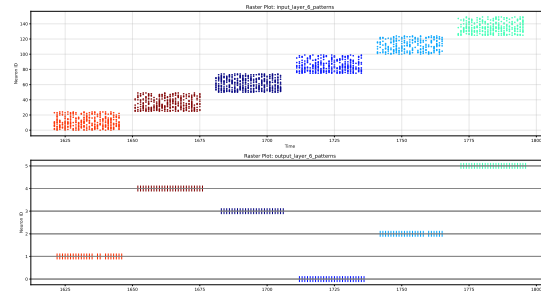 Raster Plot: input_layer_6_patterns
140
120
100
80
60
40
20
0
Neuron ID
1625 1650 1675 1700 1725 1750 1775 1800
Time
Raster Plot: output_layer_6_patterns
5
4
3
2
1
0
Neuron ID
1625 1650 1675 1700 1725 1750 1775 1800